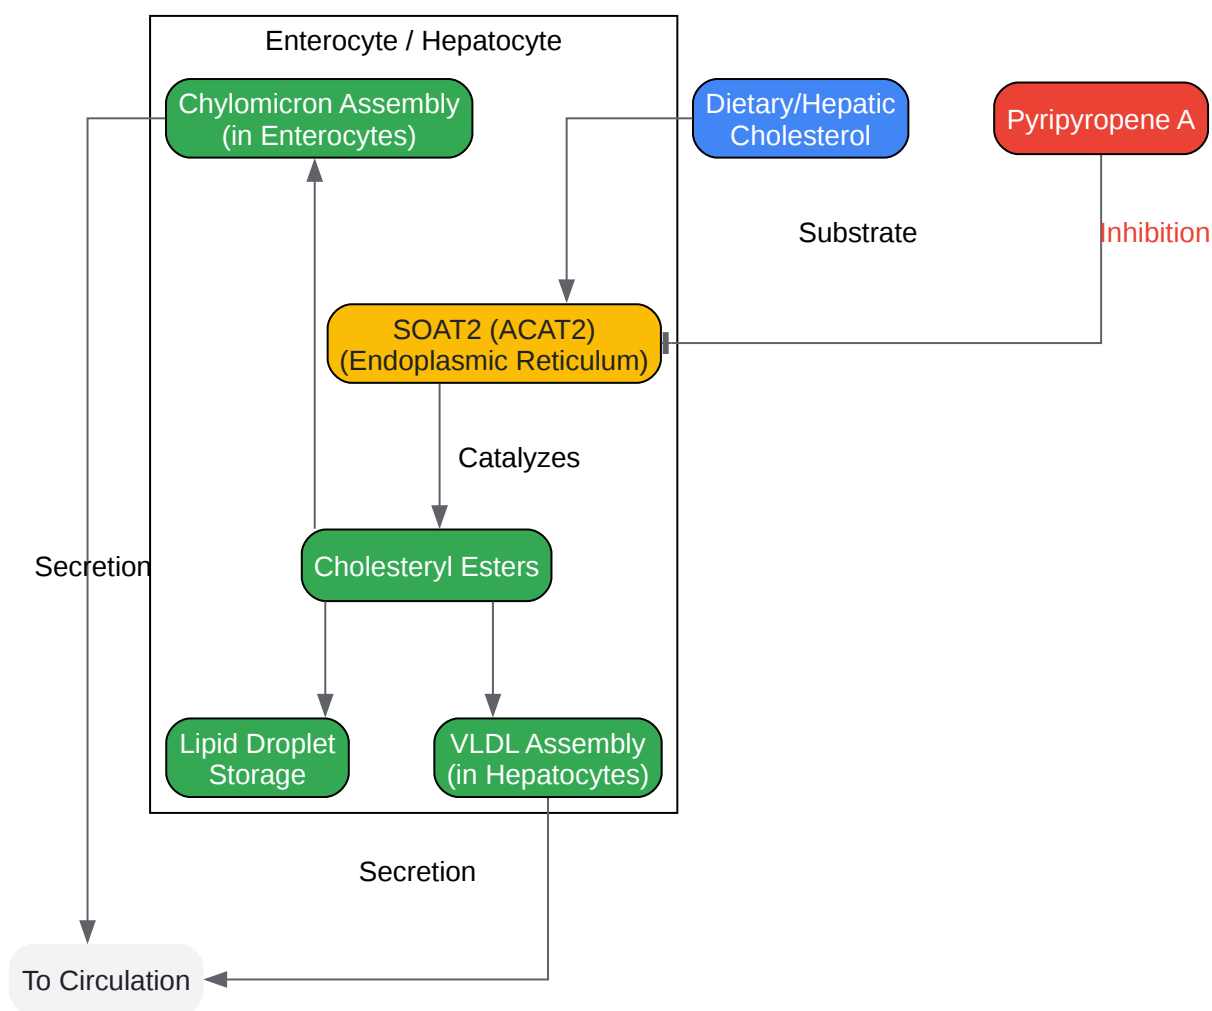 Enterocyte / Hepatocyte
Chylomicron Assembly
(in Enterocytes)
Dietary/Hepatic
Cholesterol
Pyripyropene A
Substrate
Inhibition
SOAT2 (ACAT2)
(Endoplasmic Reticulum)
Catalyzes
Secretion
Cholesteryl Esters
Lipid Droplet
Storage
VLDL Assembly
(in Hepatocytes)
Secretion
To Circulation